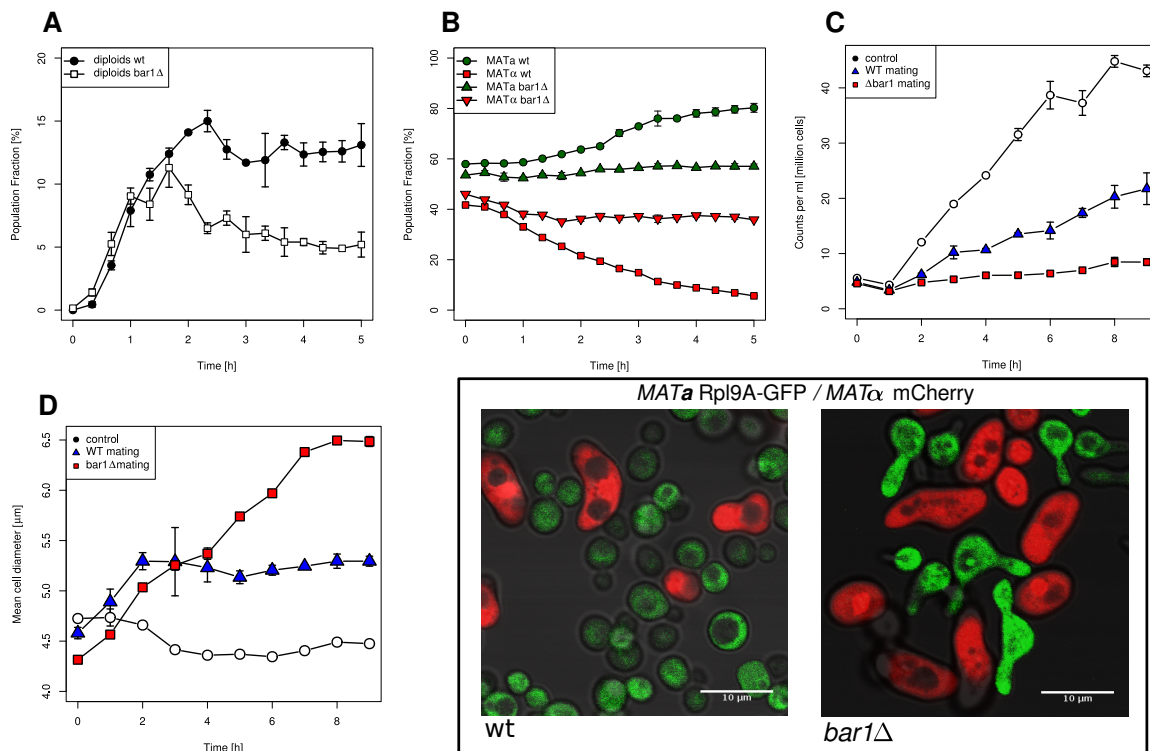 A
diploids wt
diploids bar1Δ
Population Fraction [%]
20
15
10
5
0
0 1 2 3 4 5
Time [h]
B
MATa wt
MATα wt
MATa bar1Δ
MATα bar1Δ
Population Fraction [%]
100
80
60
40
20
0
0 1 2 3 4 5
Time [h]
C
control
WT mating
Δbar1 mating
Counts per ml [million cells]
40
30
20
10
0
0 2 4 6 8
Time [h]
D
control
WT mating
bar1Δmating
Mean cell diameter [µm]
6.5
6.0
5.5
5.0
4.5
4.0
0 2 4 6 8
Time [h]
MATa Rpl9A-GFP / MATα mCherry
10 µm
10 µm
wt
bar1Δ